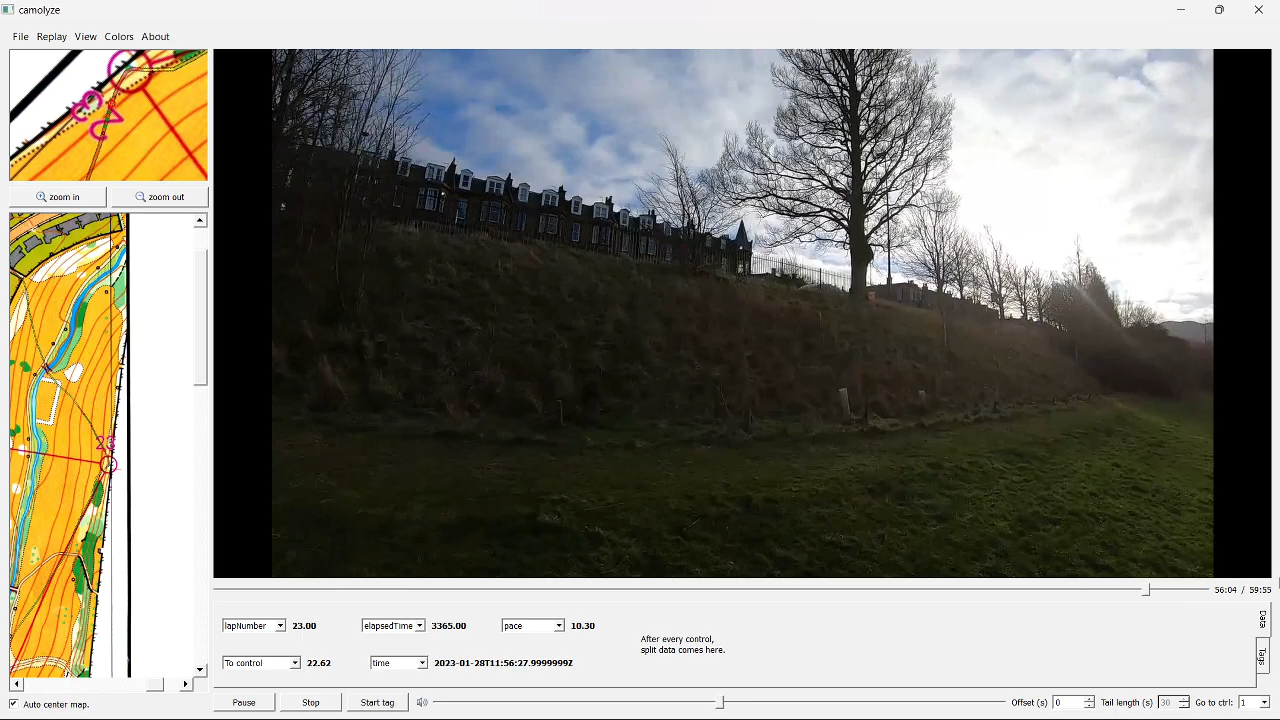 camolyze
File Replay View Colors About
23
zoom in zoom out
23
56:04 / 59:55
Data
Tags
lapNumber 23.00 elapsedTime 3365.00 pace 10.30
After every control,
split data comes here.
To control 22.62 time 2023-01-28T11:56:27.9999999Z
Auto center map.
Pause Stop Start tag Offset (s) 0 Tail length (s) 30 Go to ctrl: 1